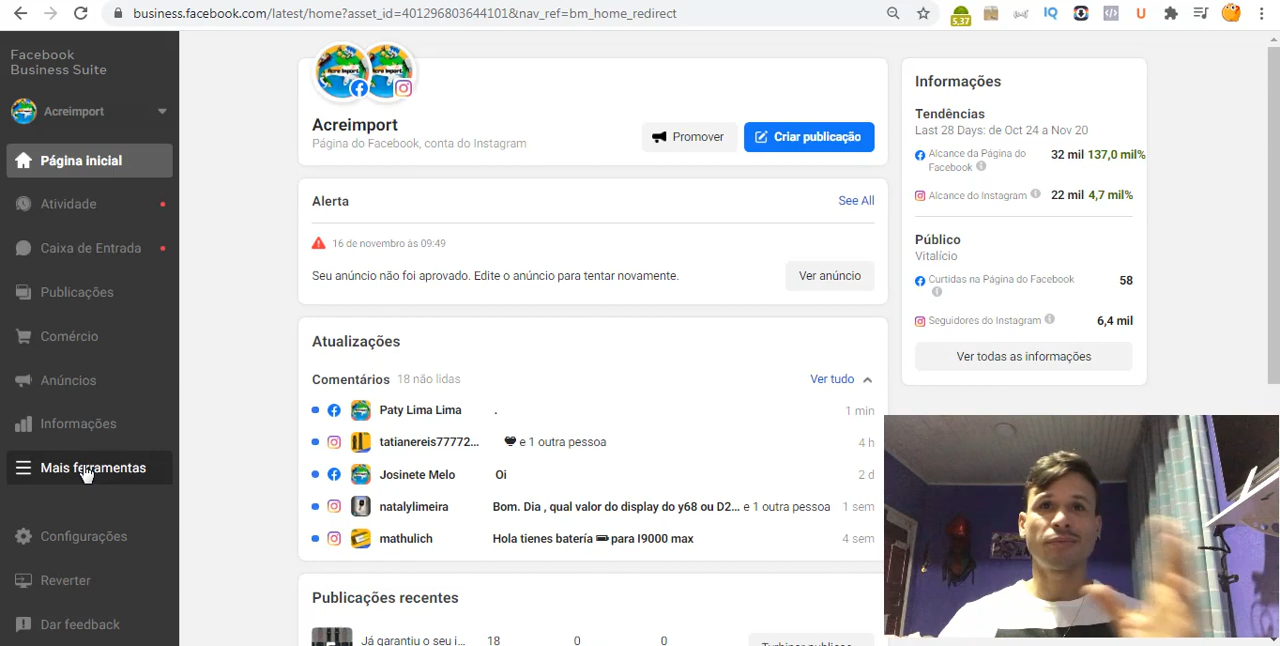 business.facebook.com/latest/home?asset_id=401296803644101&nav_ref=bm_home_redirect
5,37
IQ
U
Facebook
Business Suite
Acreimport
Página inicial
Atividade
Caixa de Entrada
Publicações
Comércio
Anúncios
Informações
Mais ferramentas
Configurações
Reverter
Dar feedback
Acreimport
Página do Facebook, conta do Instagram
Promover
Criar publicação
Alerta
See All
16 de novembro às 09:49
Seu anúncio não foi aprovado. Edite o anúncio para tentar novamente.
Ver anúncio
Atualizações
Comentários 18 não lidas
Ver tudo
Paty Lima Lima . 1 min
tatianereis77772... e 1 outra pessoa 4 h
Josinete Melo Oi 2 d
natalylimeira Bom. Dia , qual valor do display do y68 ou D2... e 1 outra pessoa 1 sem
mathulich Hola tienes batería para I9000 max 4 sem
Publicações recentes
Já garantiu o seu i... 18 0 0
Informações
Tendências
Last 28 Days: de Oct 24 a Nov 20
Alcance da Página do
Facebook 32 mil 137,0 mil%
Alcance do Instagram 22 mil 4,7 mil%
Público
Vitalício
Curtidas na Página do Facebook 58
Seguidores do Instagram 6,4 mil
Ver todas as informações